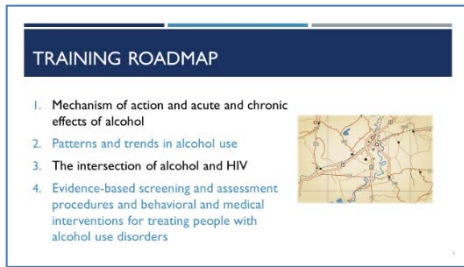 TRAINING ROADMAP
1. Mechanism of action and acute and chronic
effects of alcohol
2. Patterns and trends in alcohol use
3. The intersection of alcohol and HIV
4. Evidence-based screening and assessment
procedures and behavioral and medical
interventions for treating people with
alcohol use disorders